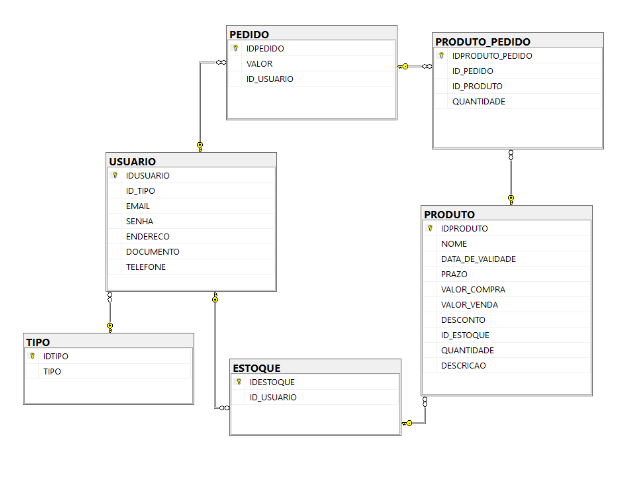 PEDIDO
IDPEDIDO
VALOR
ID_USUARIO
PRODUTO_PEDIDO
IDPRODUTO_PEDIDO
ID_PEDIDO
ID_PRODUTO
QUANTIDADE
USUARIO
IDUSUARIO
ID_TIPO
EMAIL
SENHA
ENDERECO
DOCUMENTO
TELEFONE
PRODUTO
IDPRODUTO
NOME
DATA_DE_VALIDADE
PRAZO
VALOR_COMPRA
VALOR_VENDA
DESCONTO
ID_ESTOQUE
QUANTIDADE
DESCRICAO
TIPO
IDTIPO
TIPO
ESTOQUE
IDESTOQUE
ID_USUARIO